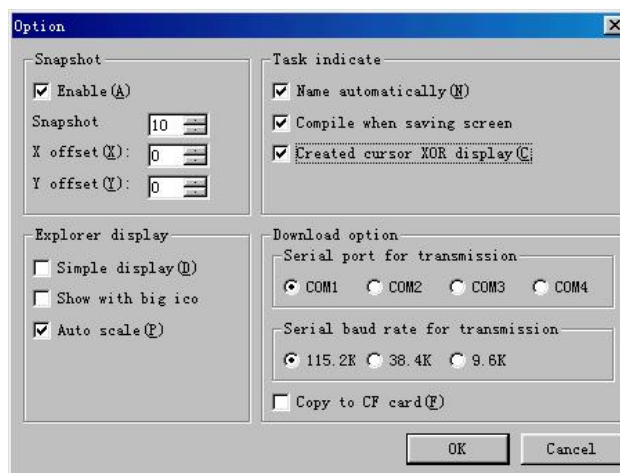 Option
Snapshot
Enable(A)
Snapshot 10
X offset(X): 0
Y offset(Y): 0
Task indicate
Name automatically(N)
Compile when saving screen
Created cursor XOR display(C
Explorer display
Simple display(D)
Show with big ico
Auto scale(P)
Download option
Serial port for transmission
COM1 COM2 COM3 COM4
Serial baud rate for transmission
115.2K 38.4K 9.6K
Copy to CF card(F)
OK Cancel